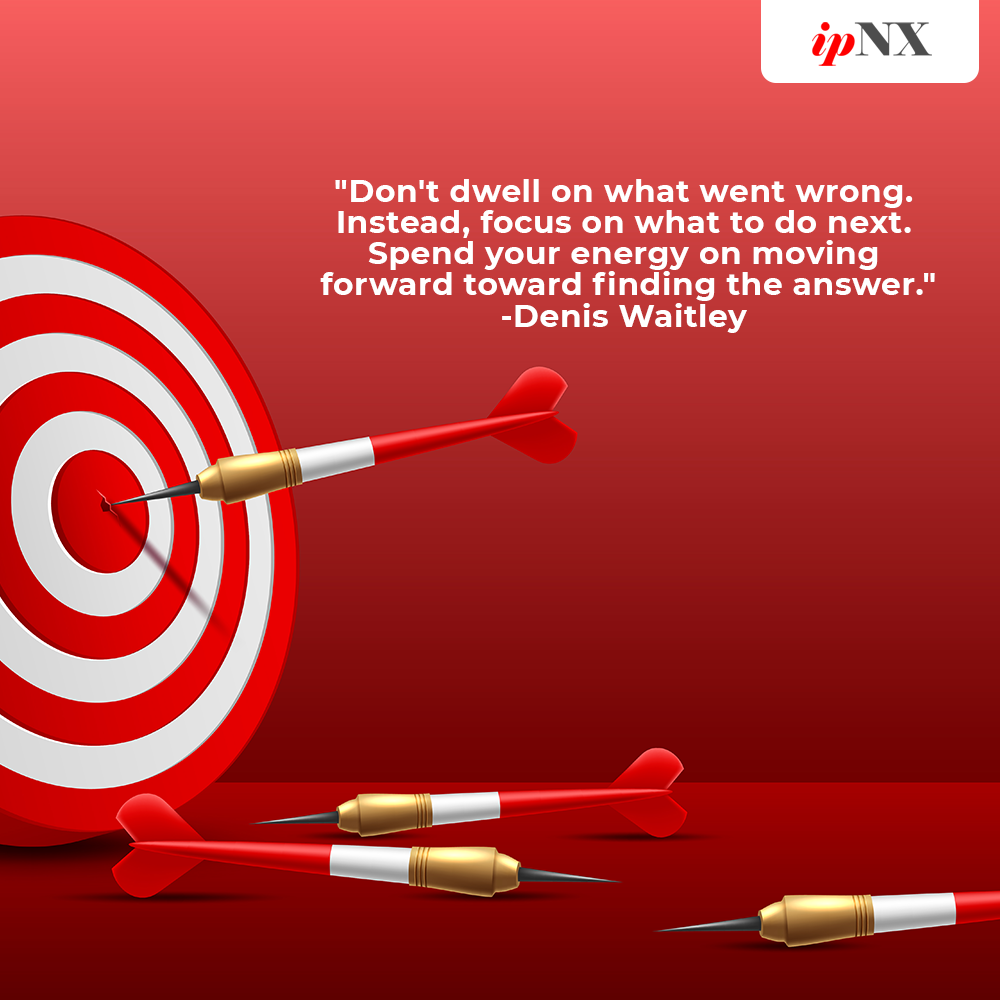 ipNX
"Don't dwell on what went wrong.
Instead, focus on what to do next.
Spend your energy on moving
forward toward finding the answer."
-Denis Waitley